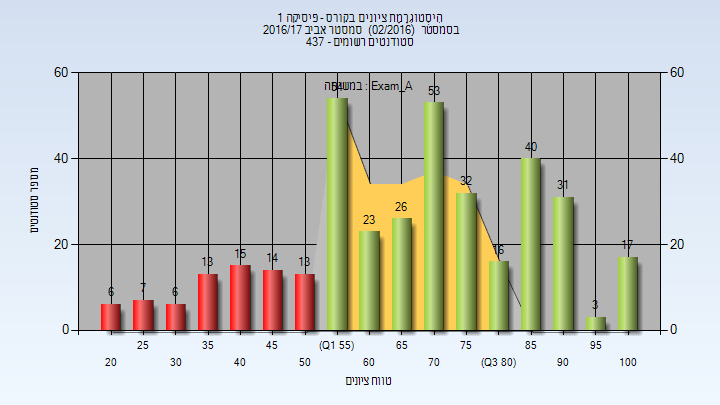 היסטוגרמת ציונים בקורס - פיסיקה 1
בסמסטר (02/2016) סמסטר אביב 2016/17
סטודנטים רשומים - 437
60 60
במשימה : Exam_A
54 53
40
40 40
32 31
26
23
20 20
17
16
15
14
13 13
7
6 6
3
0 0
25 35 45 (Q1 55) 65 75 85 95
20 30 40 50 60 70 (Q3 80) 90 100
מספר סטודנטים
טווח ציונים